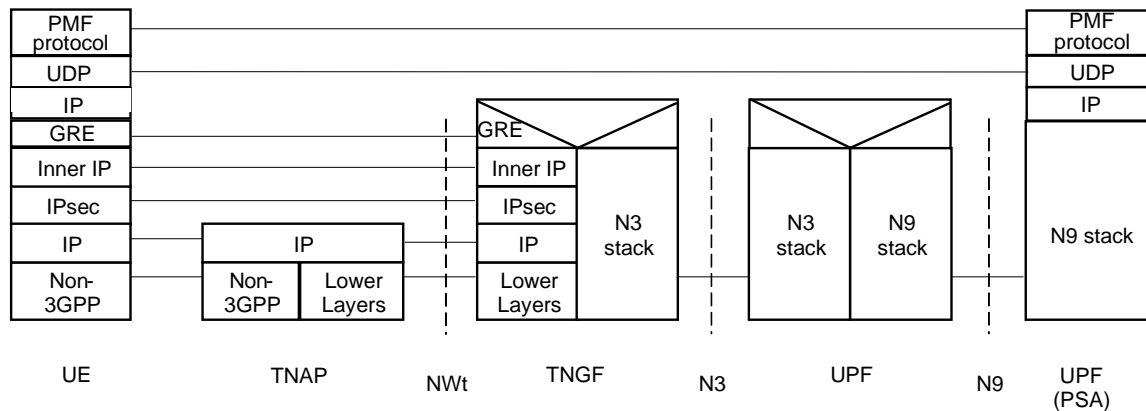 PMF
protocol
UDP
IP
GRE
Inner IP
IPsec
IP
Non-
3GPP
UE
IP
Non-
3GPP
Lower
Layers
TNAP
NWt
GRE
Inner IP
IPsec
IP
Lower
Layers
N3
stack
TNGF
N3
N3
stack
N9
stack
UPF
N9
PMF
protocol
UDP
IP
N9 stack
UPF
(PSA)